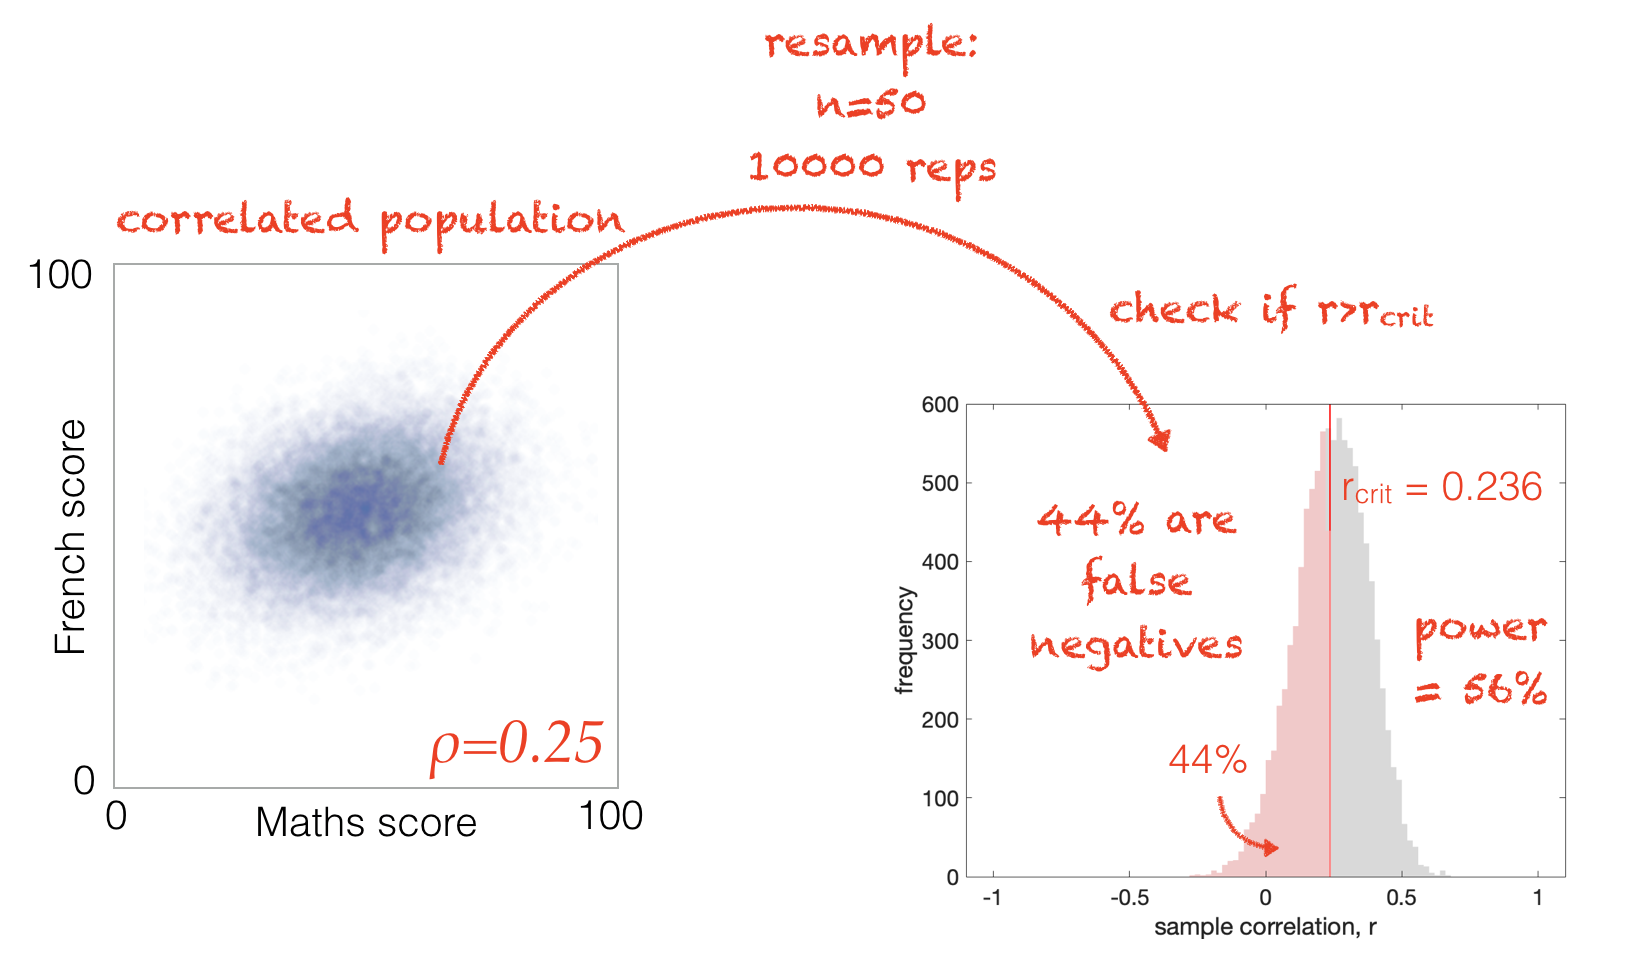 resample:
n=50
10000 reps
correlated population
100
French score
0
0
100
Maths score
ρ=0.25
check if r>rcrit
600
500
400
300
200
100
0
frequency
-1
-0.5
0
0.5
1
sample correlation, r
rcrit = 0.236
44% are
false
negatives
power
= 56%
44%